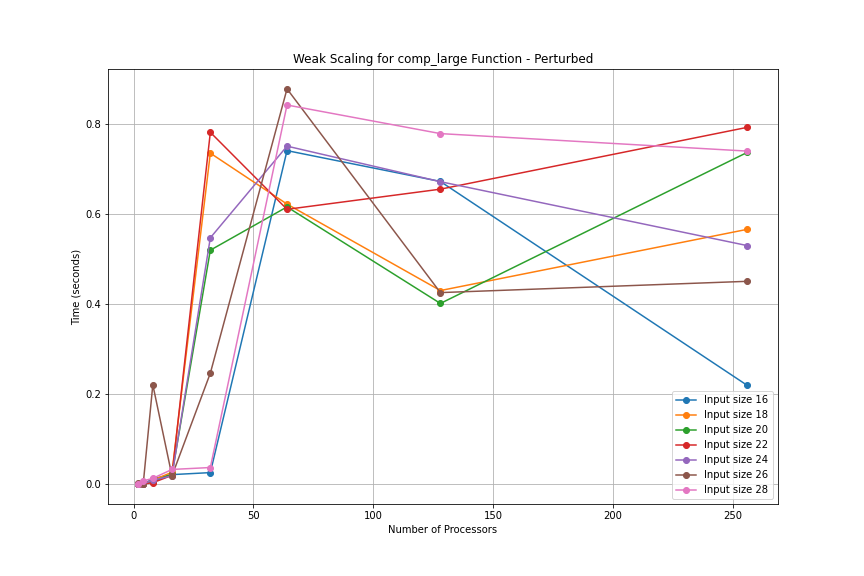 Weak Scaling for comp_large Function - Perturbed
Time (seconds)
0.8
0.6
0.4
0.2
0.0
Input size 16
Input size 18
Input size 20
Input size 22
Input size 24
Input size 26
Input size 28
0 50 100 150 200 250
Number of Processors